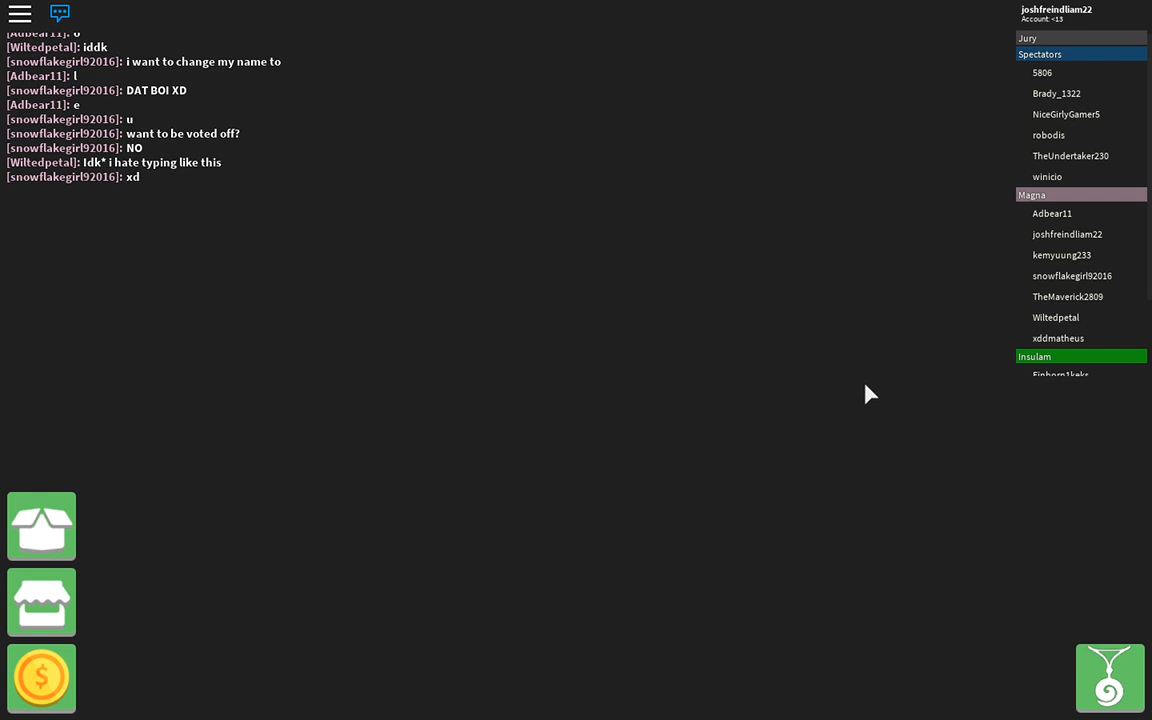 joshfreindliam22
Account: <13
[Adbear11]: o
[Wiltedpetal]: iddk
[snowflakegirl92016]: i want to change my name to
[Adbear11]: l
[snowflakegirl92016]: DAT BOI XD
[Adbear11]: e
[snowflakegirl92016]: u
[snowflakegirl92016]: want to be voted off?
[snowflakegirl92016]: NO
[Wiltedpetal]: Idk* i hate typing like this
[snowflakegirl92016]: xd
Jury
Spectators
5806
Brady_1322
NiceGirlyGamer5
robodis
TheUndertaker230
winicio
Magna
Adbear11
joshfreindliam22
kemyuung233
snowflakegirl92016
TheMaverick2809
Wiltedpetal
xddmatheus
Insulam
Einhorn1keks
$